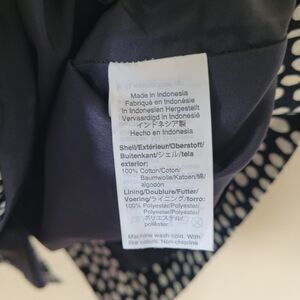 Made in Indonesia
Fabriqué en Indonésie
In Indonesien Hergestellt
Vervaardigd in Indonesië
インドネシア製
Hecho en Indonesia
Shell/Extérieur/Oberstoff/
Buitenkant/シェル/tela
exterior:
100% Cotton/Coton/
Baumwolle/Katoen/綿/
algodón
Lining/Doublure/Futter/
Voering/ライニング/forro:
100% Polyester/Polyester/
Polyester/Polyester/
ポリエステル/
poliéster
Machine wash cold. With
like colors. Non-chlorine